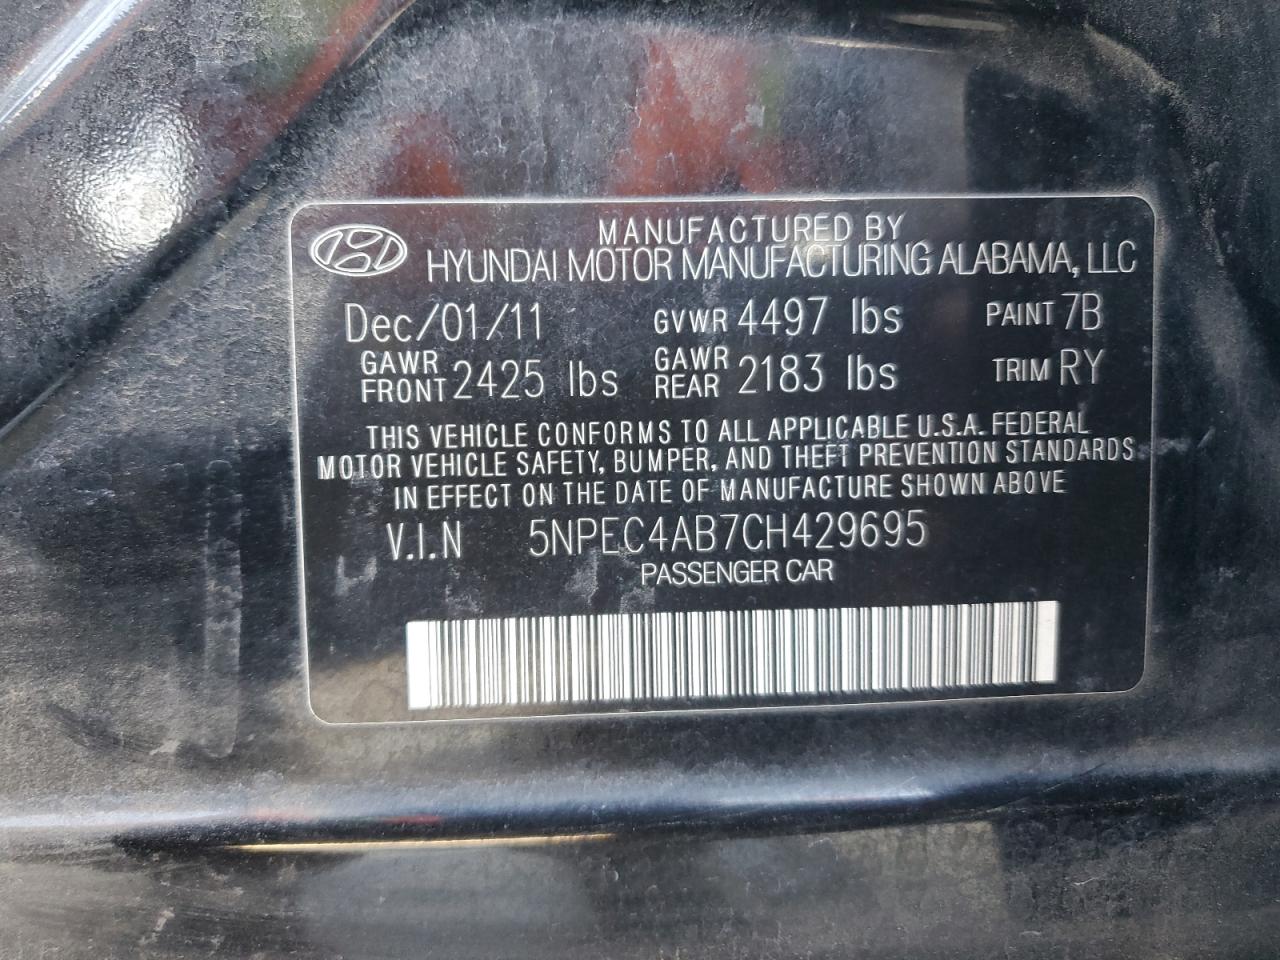 MANUFACTURED BY
HYUNDAI MOTOR MANUFACTURING ALABAMA, LLC
Dec/01/11 GVWR 4497 lbs PAINT 7B
GAWR FRONT 2425 lbs GAWR REAR 2183 lbs TRIM RY
THIS VEHICLE CONFORMS TO ALL APPLICABLE U.S.A. FEDERAL
MOTOR VEHICLE SAFETY, BUMPER, AND THEFT PREVENTION STANDARDS
IN EFFECT ON THE DATE OF MANUFACTURE SHOWN ABOVE
V.I.N 5NPEC4AB7CH429695
PASSENGER CAR